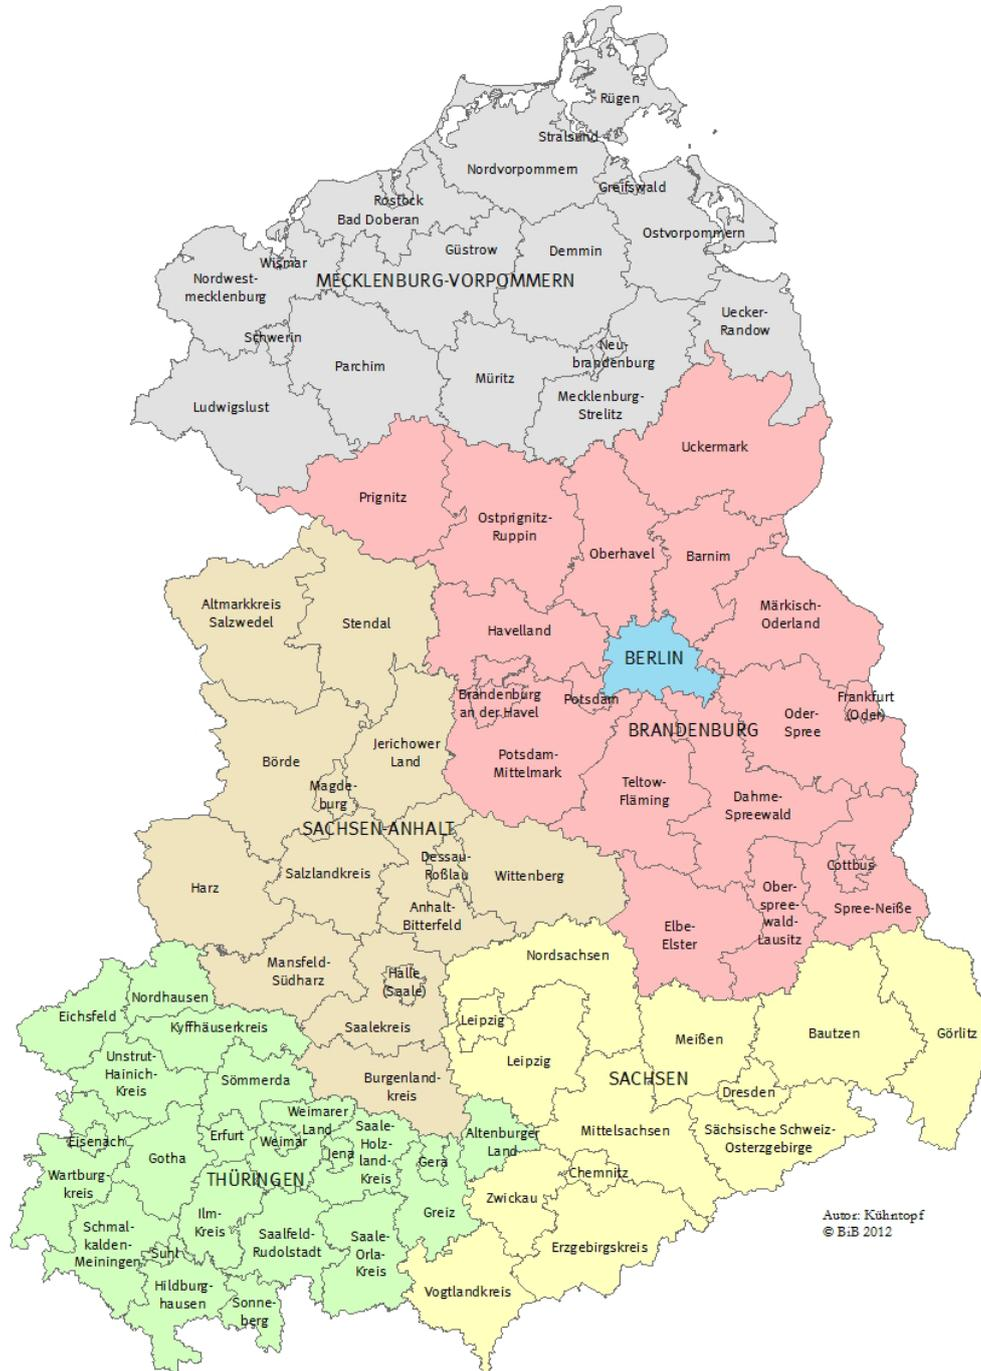 Rügen
Stralsund
Nordvorpommern
Greifswald
Rostock
Bad Doberan
Ostvorpommern
Güstrow
Demmin
Wismar
Nordwest-
mecklenburg
MECKLENBURG-VORPOMMERN
Uecker-
Randow
Schwerin
Parchim
Neu-
brandenburg
Müritz
Mecklenburg-
Strelitz
Ludwigslust
Uckermark
Prignitz
Ostprignitz-
Ruppin
Oberhavel
Barnim
Altmarkkreis
Salzwedel
Stendal
Havelland
Märkisch-
Oderland
BERLIN
Brandenburg
an der Havel
Potsdam
Frankfurt
(Oder)
Oder-
Spree
BRANDENBURG
Börde
Jerichower
Land
Potsdam-
Mittelmark
Magde-
burg
Teltow-
Fläming
Dahme-
Spreewald
SACHSEN-ANHALT
Harz
Salzlandkreis
Dessau-
Roßlau
Wittenberg
Cottbus
Anhalt-
Bitterfeld
Ober-
spree-
wald-
Lausitz
Spree-Neiße
Elbe-
Elster
Mansfeld-
Südharz
Halle
(Saale)
Nordsachsen
Nordhausen
Eichsfeld
Kyffhäuserkreis
Saalekreis
Leipzig
Leipzig
Meißen
Bautzen
Görlitz
Unstrut-
Hainich-
Kreis
Sömmerda
Burgenland-
kreis
SACHSEN
Dresden
Weimarer
Land
Eisenach
Erfurt
Weimar
Jena
Saale-
Holz-
land-
Kreis
Altenburger
Land
Mittelsachsen
Sächsische Schweiz-
Osterzgebirge
Gotha
Gera
Wartburg-
kreis
THÜRINGEN
Chemnitz
Zwickau
Schmal-
kalden-
Meiningen
Ilm-
Kreis
Saalfeld-
Rudolstadt
Saale-
Orla-
Kreis
Greiz
Erzgebirgskreis
Suhl
Hildburg-
hausen
Sonne-
berg
Vogtlandkreis
Autor: Kühntopf
© BiB 2012